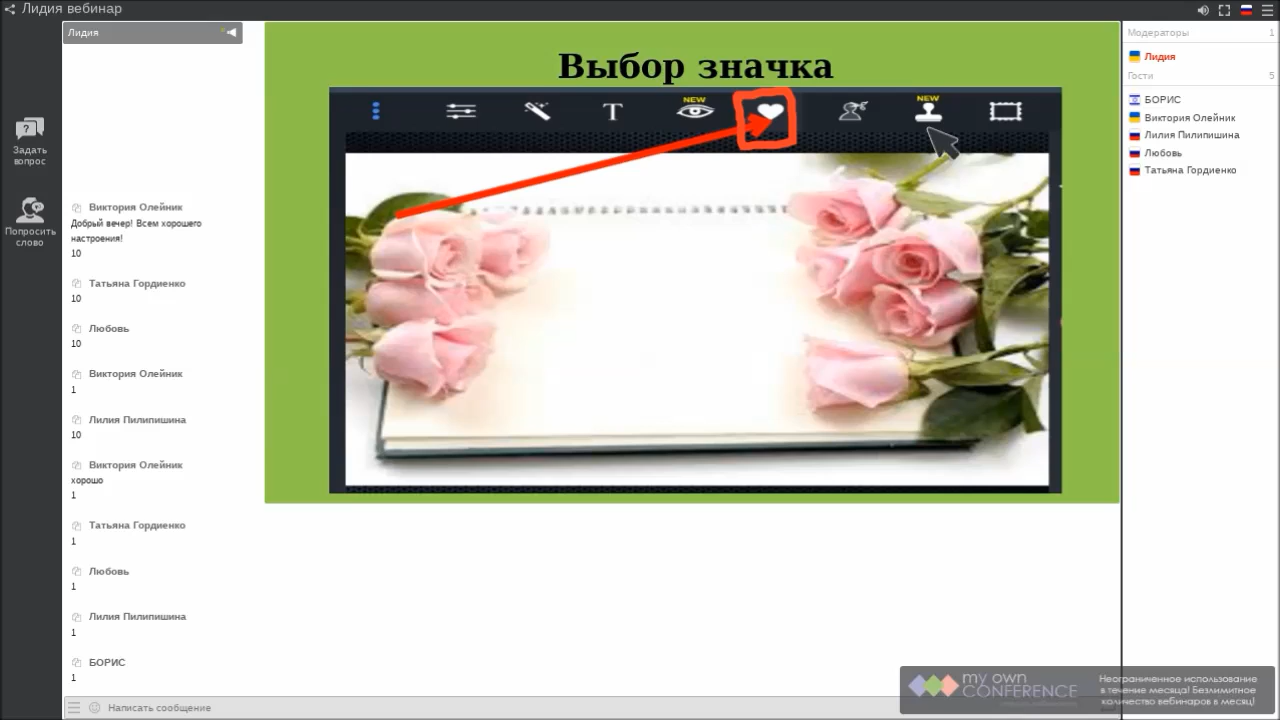 Лидия вебинар
Лидия
Задать
вопрос
Попросить
слово
Виктория Олейник
Добрый вечер! Всем хорошего
настроения!
10
Татьяна Гордиенко
10
Любовь
10
Виктория Олейник
1
Лилия Пилипишина
10
Виктория Олейник
хорошо
1
Татьяна Гордиенко
1
Любовь
1
Лилия Пилипишина
1
БОРИС
1
Написать сообщение
Выбор значка
T
NEW
NEW
Модераторы 1
Лидия
Гости 5
БОРИС
Виктория Олейник
Лилия Пилипишина
Любовь
Татьяна Гордиенко
my own
CONFERENCE
Неограниченное использование
в течение месяца! Безлимитное
количество вебинаров в месяц!